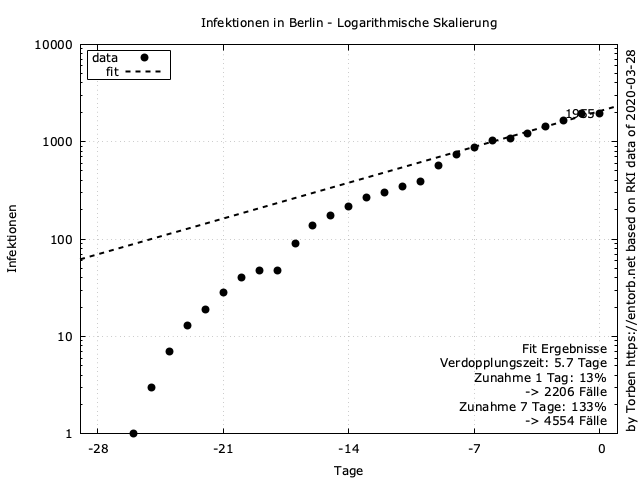 Infektionen in Berlin - Logarithmische Skalierung
10000
1000
100
10
1
Infektionen
data
fit
1955
Fit Ergebnisse
Verdopplungszeit: 5.7 Tage
Zunahme 1 Tag: 13%
-> 2206 Fälle
Zunahme 7 Tage: 133%
-> 4554 Fälle
-28
-21
-14
-7
0
Tage
by Torben https://entorb.net based on RKI data of 2020-03-28